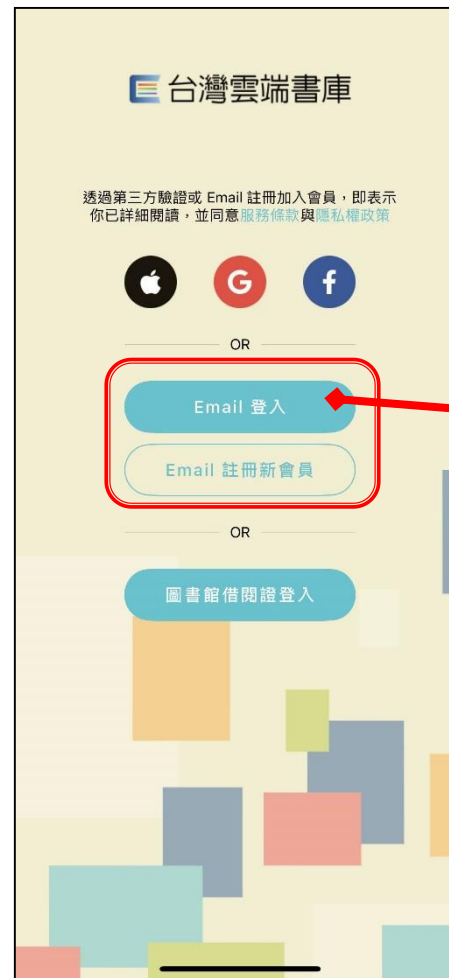 台灣雲端書庫
透過第三方驗證或 Email 註冊加入會員，即表示
你已詳細閱讀，並同意服務條款與隱私權政策
G f
OR
Email 登入
Email 註冊新會員
OR
圖書館借閱證登入